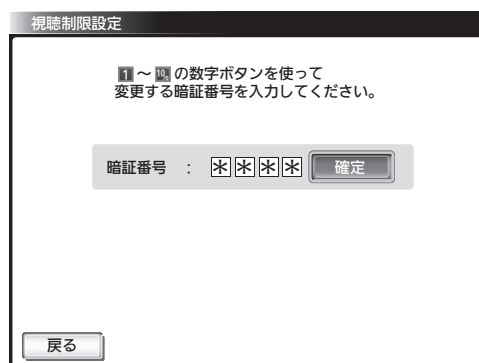 視聴制限設定
1 ～ 10 の数字ボタンを使って
変更する暗証番号を入力してください。
暗証番号 ： ＊＊＊＊ 確定
戻る